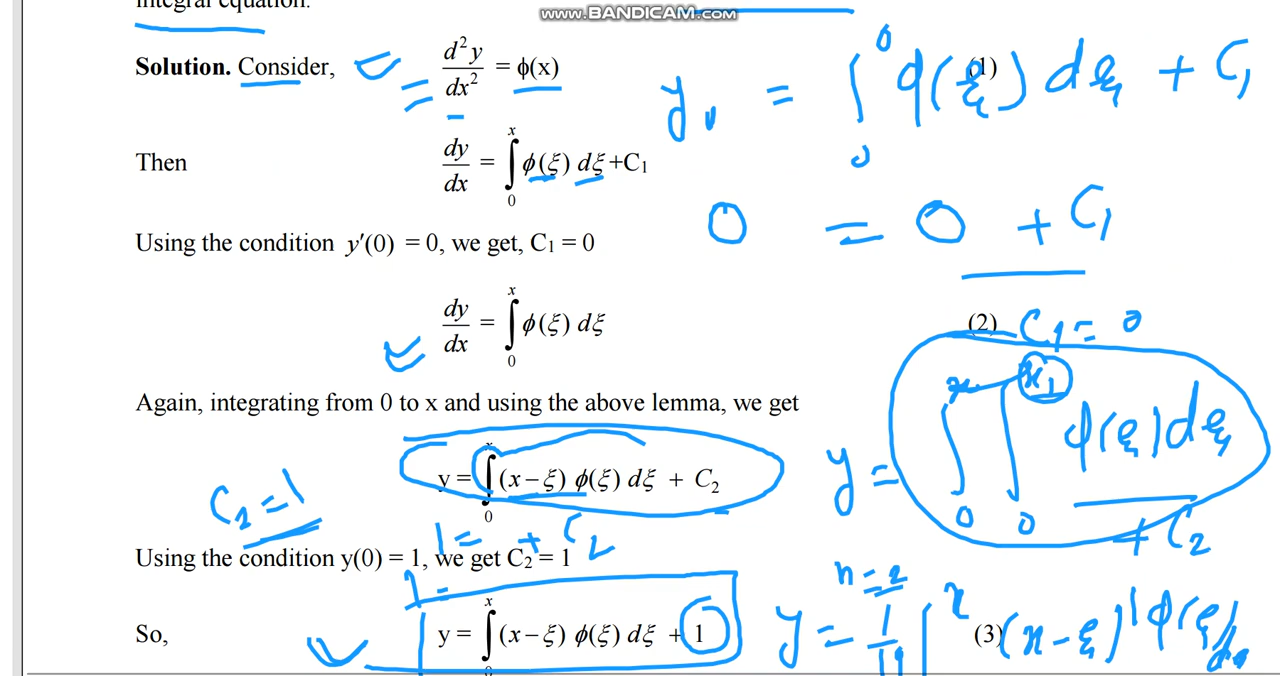 integral equation.
www.BANDICAM.com
Solution. Consider, d²y/dx² = ϕ(x) (1)
y₀ = ∫₀⁰ ϕ(ξ) dξ + C₁
Then dy/dx = ∫₀ˣ ϕ(ξ) dξ+C₁
0 = 0 + C₁
Using the condition y′(0) = 0, we get, C₁ = 0
dy/dx = ∫₀ˣ ϕ(ξ) dξ (2)
C₁ = 0
Again, integrating from 0 to x and using the above lemma, we get
y = ∫₀ˣ (x−ξ) ϕ(ξ) dξ + C₂
y = ∫₀ˣ ∫₀ˣ¹ ϕ(ξ)dξ + C₂
C₂ = 1
1 = + C₂
Using the condition y(0) = 1, we get C₂ = 1
n = 2
So, y = ∫₀ˣ (x−ξ) ϕ(ξ) dξ + 1 (3)
y = 1/1! ∫ˣ (x−ξ)¹ ϕ(ξ)